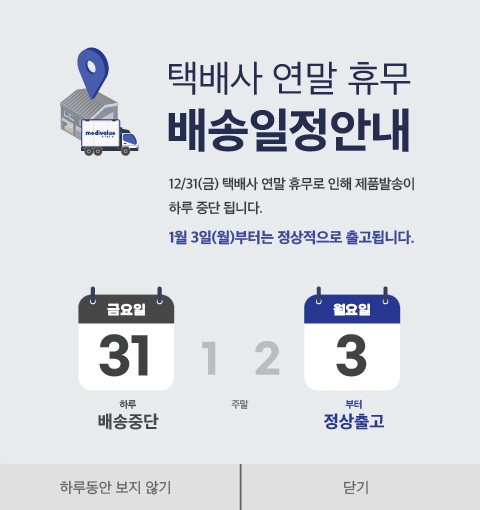 택배사 연말 휴무
배송일정안내
medivalue
12/31(금) 택배사 연말 휴무로 인해 제품발송이
하루 중단 됩니다.
1월 3일(월)부터는 정상적으로 출고됩니다.
금요일
월요일
31
1
2
3
하루
배송중단
주말
부터
정상출고
하루동안 보지 않기
닫기